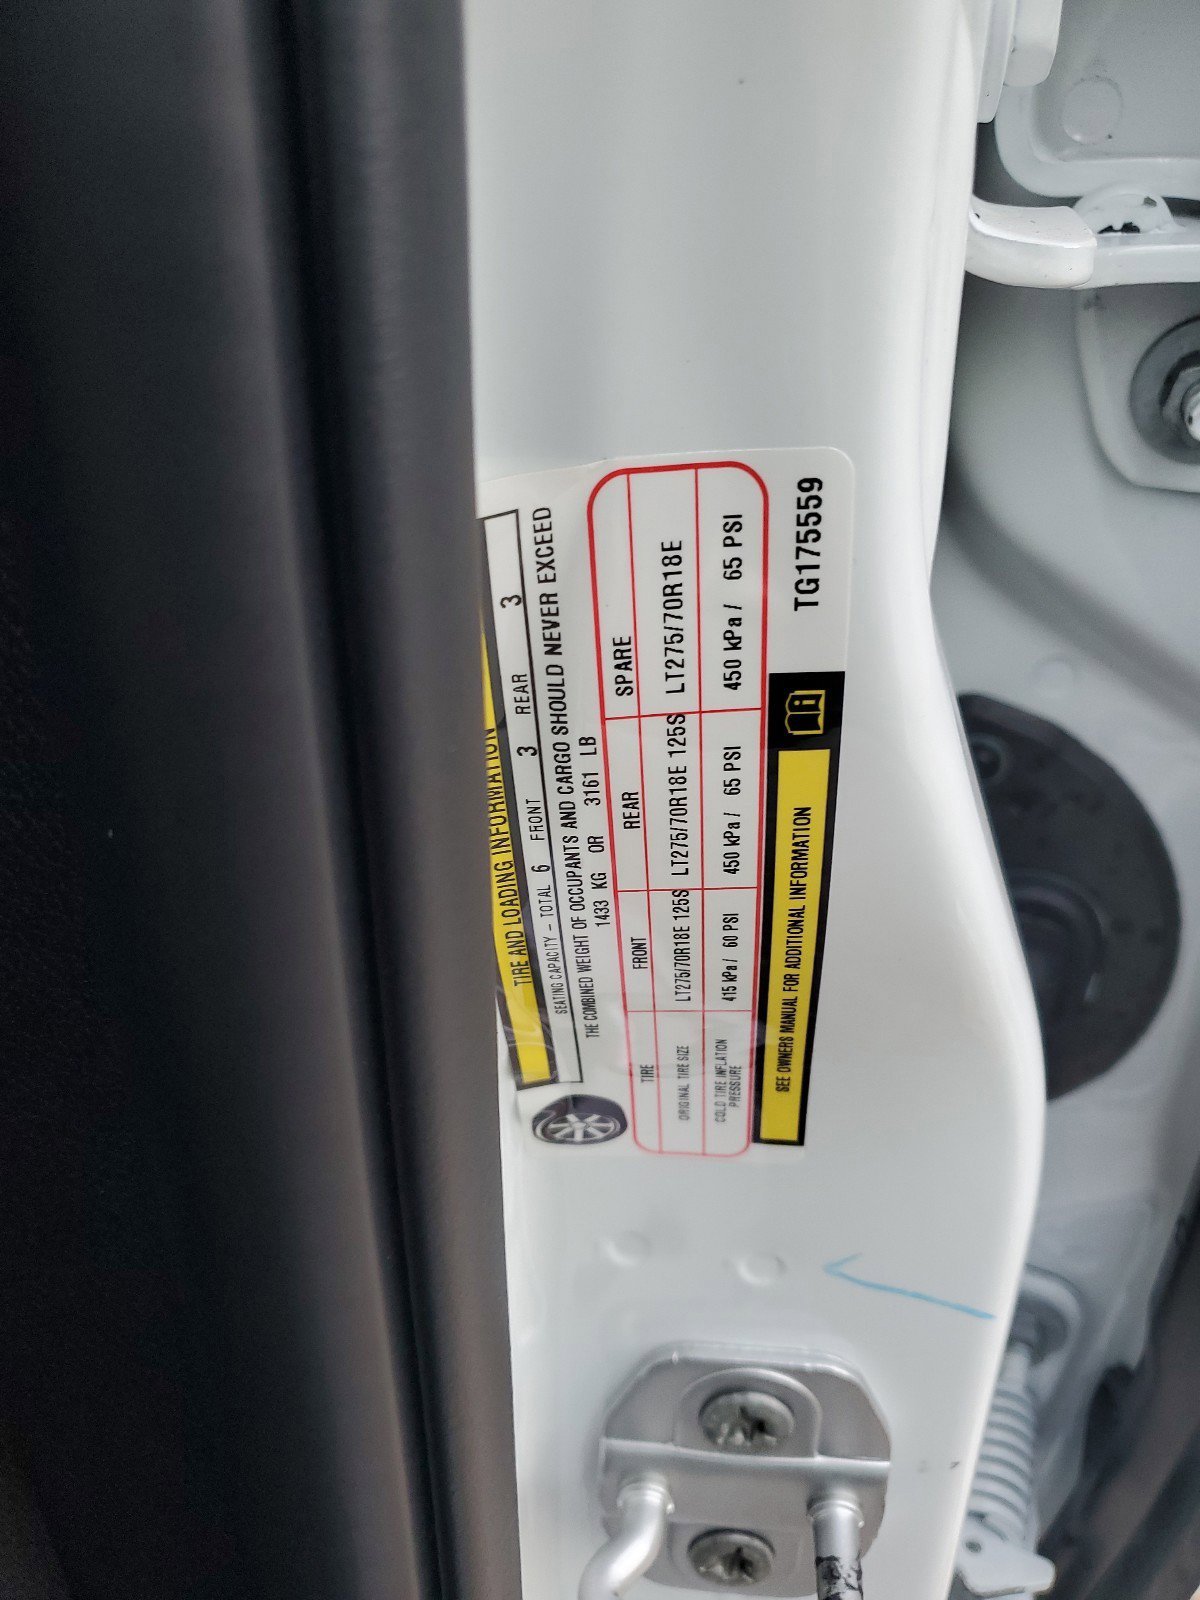 TIRE AND LOADING INFORMATION
SEATING CAPACITY – TOTAL 6 FRONT 3 REAR 3
THE COMBINED WEIGHT OF OCCUPANTS AND CARGO SHOULD NEVER EXCEED
1433 KG OR 3161 LB
TIRE FRONT REAR SPARE
ORIGINAL TIRE SIZE LT275/70R18E 125S LT275/70R18E 125S LT275/70R18E
COLD TIRE INFLATION
PRESSURE 415 kPa / 60 PSI 450 kPa / 65 PSI 450 kPa / 65 PSI
SEE OWNERS MANUAL FOR ADDITIONAL INFORMATION
TG175559